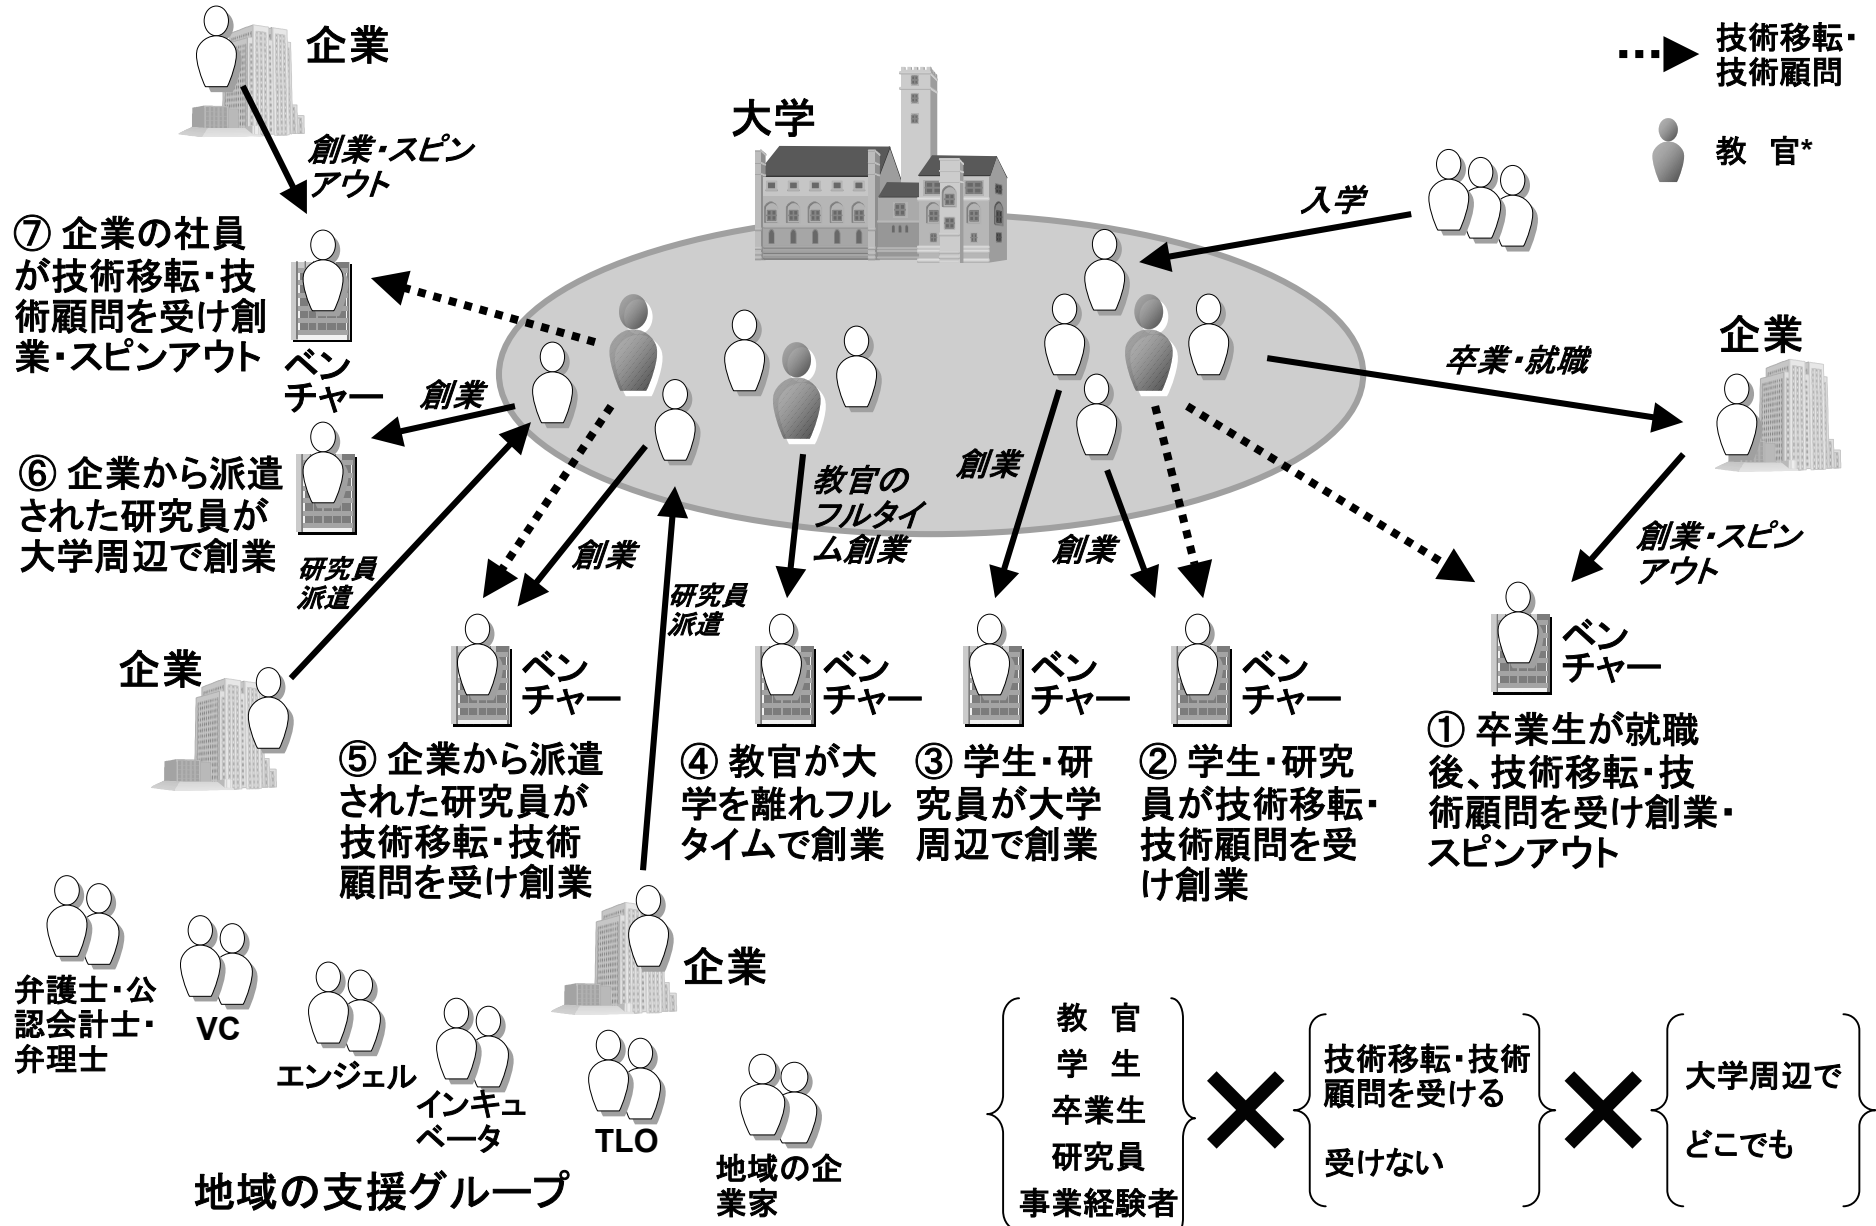 企業
創業・スピン
アウト
⑦ 企業の社員
が技術移転・技
術顧問を受け創
業・スピンアウト
ベン
チャー
創業
⑥ 企業から派遣
された研究員が
大学周辺で創業
研究員
派遣
企業
大学
技術移転・
技術顧問
教　官*
入学
企業
卒業・就職
創業・スピン
アウト
創業
研究員
派遣
教官の
フルタイ
ム創業
創業
創業
ベン
チャー
⑤ 企業から派遣
された研究員が
技術移転・技術
顧問を受け創業
ベン
チャー
④ 教官が大
学を離れフル
タイムで創業
ベン
チャー
③ 学生・研
究員が大学
周辺で創業
ベン
チャー
② 学生・研究
員が技術移転・
技術顧問を受
け創業
ベン
チャー
① 卒業生が就職
後、技術移転・技
術顧問を受け創業・
スピンアウト
企業
弁護士・公
認会計士・
弁理士
VC
エンジェル
インキュ
ベータ
TLO
地域の企
業家
地域の支援グループ
教　官
学　生
卒業生
研究員
事業経験者
×
技術移転・技術
顧問を受ける
受けない
×
大学周辺で
どこでも